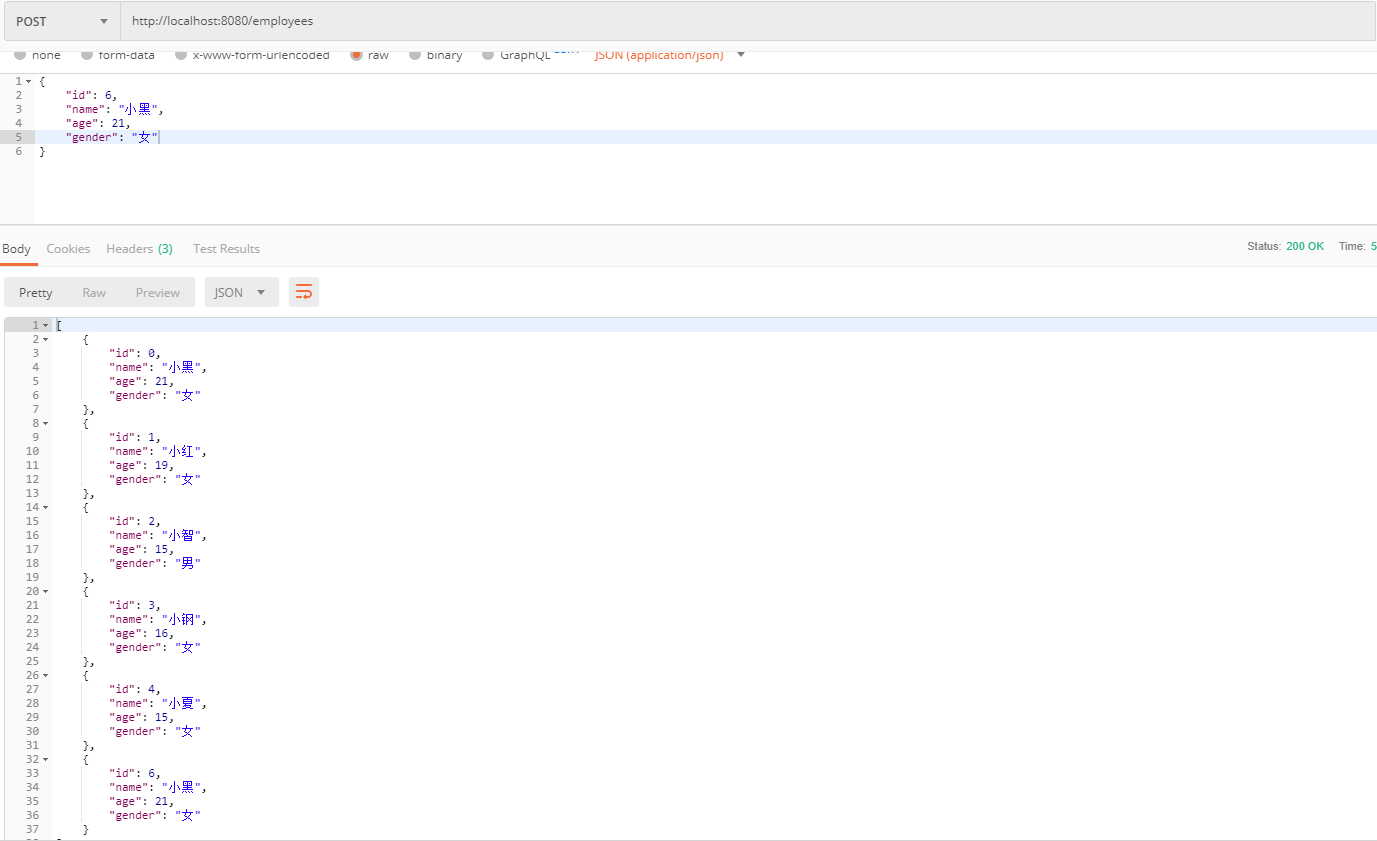 POST http://localhost:8080/employees
none form-data x-www-form-urlencoded raw binary GraphQL JSON (application/json)
1 {
2 "id": 6,
3 "name": "小黑",
4 "age": 21,
5 "gender": "女"
6 }
Body Cookies Headers (3) Test Results Status: 200 OK Time: 5
Pretty Raw Preview JSON
1 [
2 {
3 "id": 0,
4 "name": "小黑",
5 "age": 21,
6 "gender": "女"
7 },
8 {
9 "id": 1,
10 "name": "小红",
11 "age": 19,
12 "gender": "女"
13 },
14 {
15 "id": 2,
16 "name": "小智",
17 "age": 15,
18 "gender": "男"
19 },
20 {
21 "id": 3,
22 "name": "小钢",
23 "age": 16,
24 "gender": "女"
25 },
26 {
27 "id": 4,
28 "name": "小夏",
29 "age": 15,
30 "gender": "女"
31 },
32 {
33 "id": 6,
34 "name": "小黑",
35 "age": 21,
36 "gender": "女"
37 }